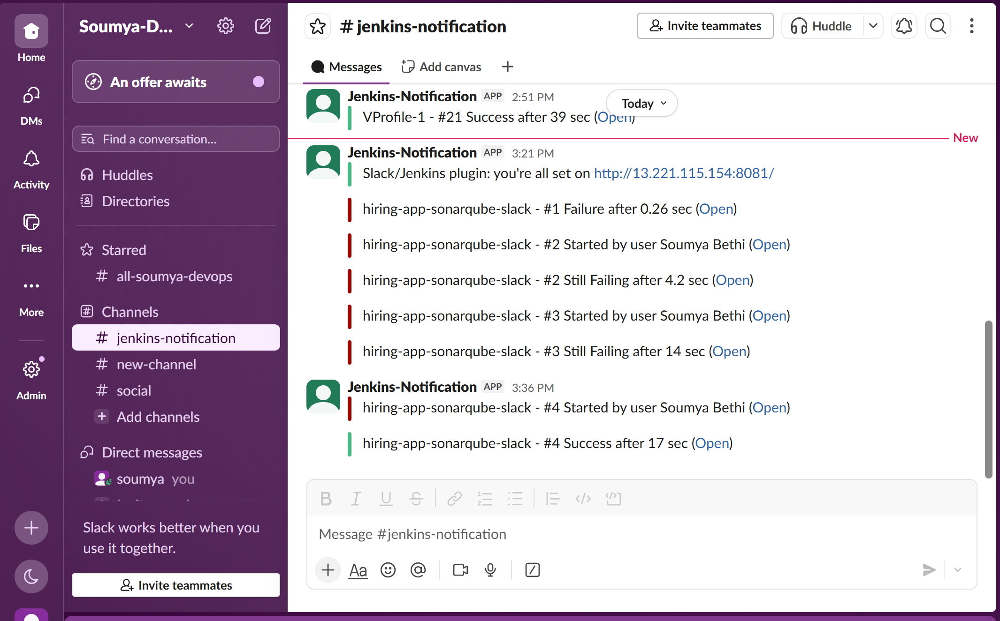 Home
DMs
Activity
Files
More
Admin
Soumya-D...
An offer awaits
Find a conversation...
Huddles
Directories
Starred
# all-soumya-devops
Channels
# jenkins-notification
# new-channel
# social
+ Add channels
Direct messages
soumya you
Slack works better when you
use it together.
Invite teammates
# jenkins-notification
Invite teammates
Huddle
Messages
Add canvas
Today
Jenkins-Notification APP 2:51 PM
VProfile-1 - #21 Success after 39 sec (Open)
New
Jenkins-Notification APP 3:21 PM
Slack/Jenkins plugin: you're all set on http://13.221.115.154:8081/
hiring-app-sonarqube-slack - #1 Failure after 0.26 sec (Open)
hiring-app-sonarqube-slack - #2 Started by user Soumya Bethi (Open)
hiring-app-sonarqube-slack - #2 Still Failing after 4.2 sec (Open)
hiring-app-sonarqube-slack - #3 Started by user Soumya Bethi (Open)
hiring-app-sonarqube-slack - #3 Still Failing after 14 sec (Open)
Jenkins-Notification APP 3:36 PM
hiring-app-sonarqube-slack - #4 Started by user Soumya Bethi (Open)
hiring-app-sonarqube-slack - #4 Success after 17 sec (Open)
B I U S
Message #jenkins-notification
Aa